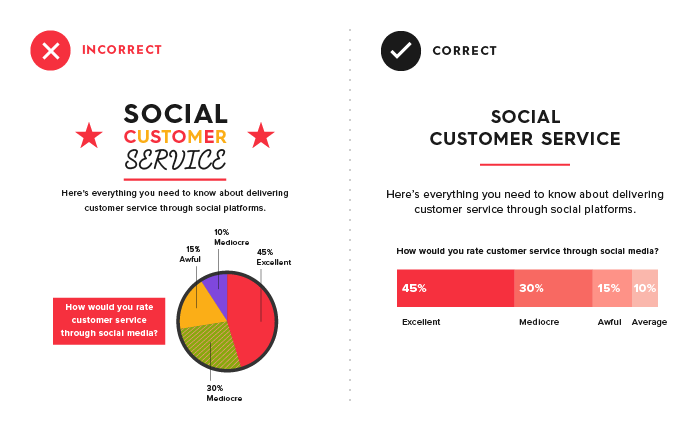 INCORRECT
SOCIAL
CUSTOMER
SERVICE
Here's everything you need to know about delivering
customer service through social platforms.
10%
Mediocre
15%
Awful
45%
Excellent
How would you rate
customer service
through social media?
30%
Mediocre
CORRECT
SOCIAL
CUSTOMER SERVICE
Here's everything you need to know about delivering
customer service through social platforms.
How would you rate customer service through social media?
45% 30% 15% 10%
Excellent Mediocre Awful Average